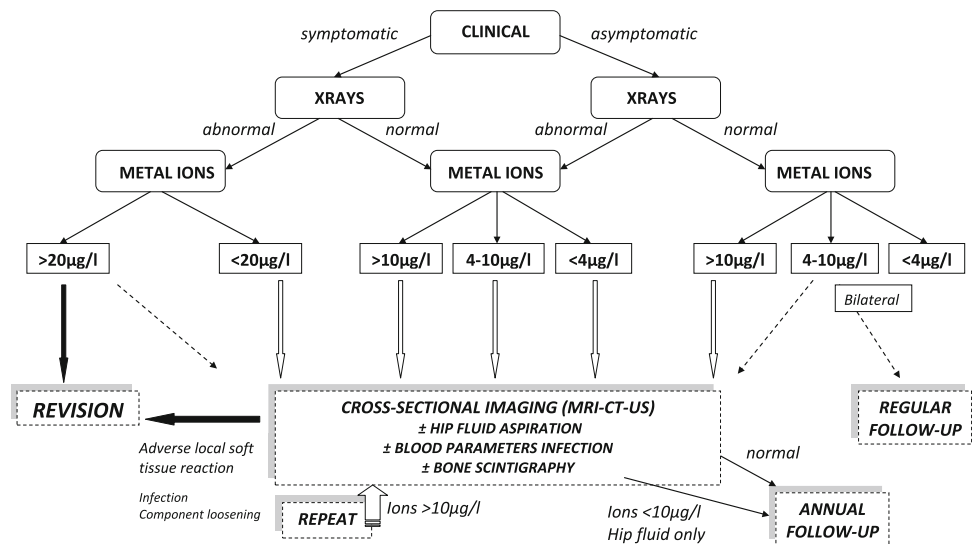 CLINICAL
symptomatic
asymptomatic
XRAYS
XRAYS
abnormal
normal
abnormal
normal
METAL IONS
METAL IONS
METAL IONS
>20µg/l
<20µg/l
>10µg/l
4-10µg/l
<4µg/l
>10µg/l
4-10µg/l
<4µg/l
Bilateral
REVISION
CROSS-SECTIONAL IMAGING (MRI-CT-US)
± HIP FLUID ASPIRATION
± BLOOD PARAMETERS INFECTION
± BONE SCINTIGRAPHY
REGULAR
FOLLOW-UP
Adverse local soft
tissue reaction
Infection
Component loosening
REPEAT
Ions >10µg/l
Ions <10µg/l
Hip fluid only
normal
ANNUAL
FOLLOW-UP